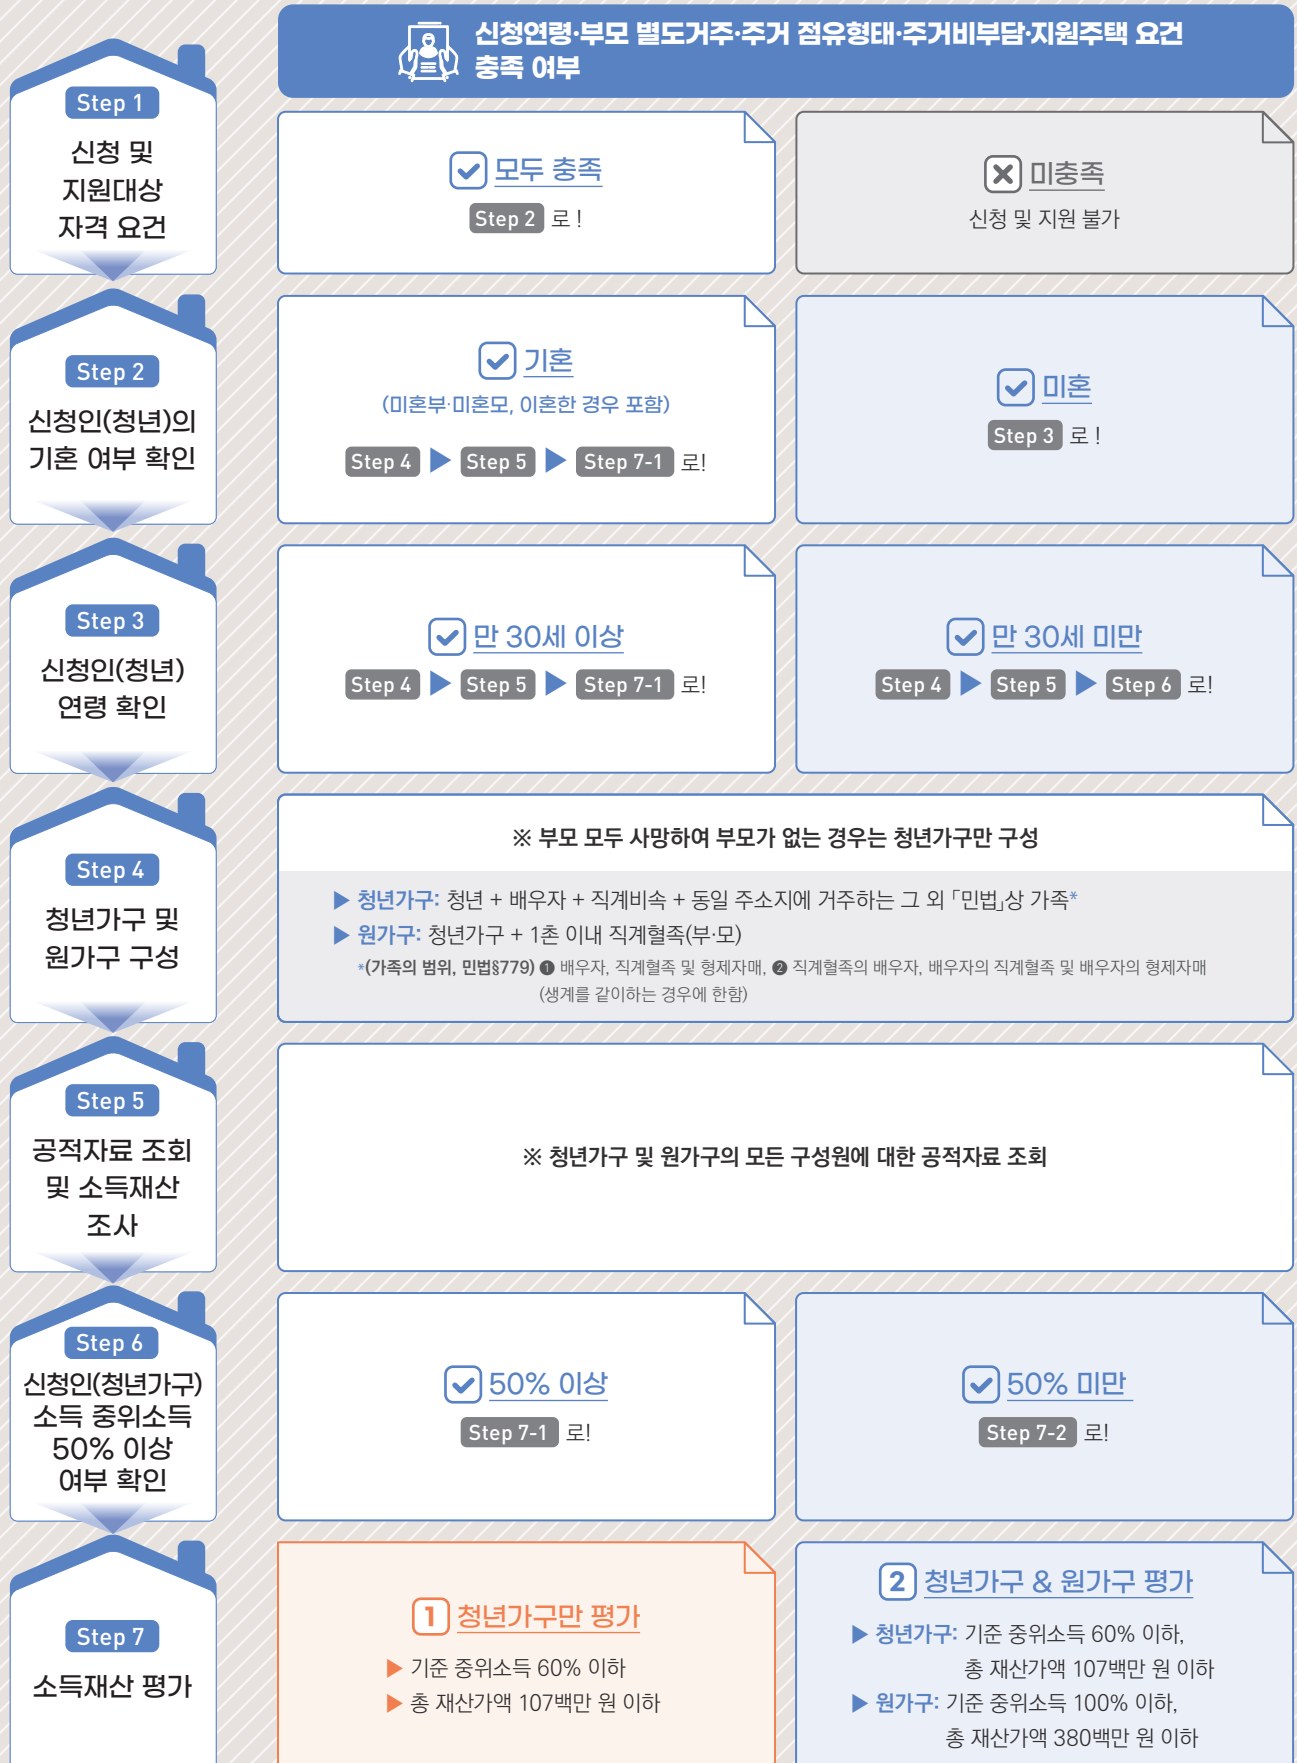 신청연령·부모 별도거주·주거 점유형태·주거비부담·지원주택 요건
충족 여부
Step 1
신청 및
지원대상
자격 요건
모두 충족
Step 2 로 !
미충족
신청 및 지원 불가
Step 2
신청인(청년)의
기혼 여부 확인
기혼
(미혼부·미혼모, 이혼한 경우 포함)
Step 4 ▶ Step 5 ▶ Step 7-1 로!
미혼
Step 3 로 !
Step 3
신청인(청년)
연령 확인
만 30세 이상
Step 4 ▶ Step 5 ▶ Step 7-1 로!
만 30세 미만
Step 4 ▶ Step 5 ▶ Step 6 로!
Step 4
청년가구 및
원가구 구성
※ 부모 모두 사망하여 부모가 없는 경우는 청년가구만 구성
▶ 청년가구: 청년 + 배우자 + 직계비속 + 동일 주소지에 거주하는 그 외 「민법」상 가족*
▶ 원가구: 청년가구 + 1촌 이내 직계혈족(부·모)
*(가족의 범위, 민법§779) ❶ 배우자, 직계혈족 및 형제자매, ❷ 직계혈족의 배우자, 배우자의 직계혈족 및 배우자의 형제자매
(생계를 같이하는 경우에 한함)
Step 5
공적자료 조회
및 소득재산
조사
※ 청년가구 및 원가구의 모든 구성원에 대한 공적자료 조회
Step 6
신청인(청년가구)
소득 중위소득
50% 이상
여부 확인
50% 이상
Step 7-1 로!
50% 미만
Step 7-2 로!
Step 7
소득재산 평가
1 청년가구만 평가
▶ 기준 중위소득 60% 이하
▶ 총 재산가액 107백만 원 이하
2 청년가구 & 원가구 평가
▶ 청년가구: 기준 중위소득 60% 이하,
총 재산가액 107백만 원 이하
▶ 원가구: 기준 중위소득 100% 이하,
총 재산가액 380백만 원 이하